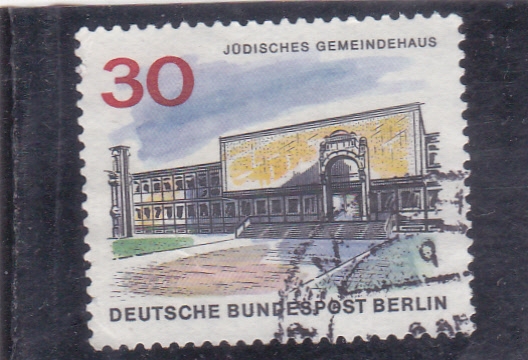 JÜDISCHES GEMEINDEHAUS
30
DEUTSCHE BUNDESPOST BERLIN